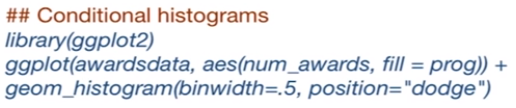 ## Conditional histograms
library(ggplot2)
ggplot(awardsdata, aes(num_awards, fill = prog)) +
geom_histogram(binwidth=.5, position="dodge")